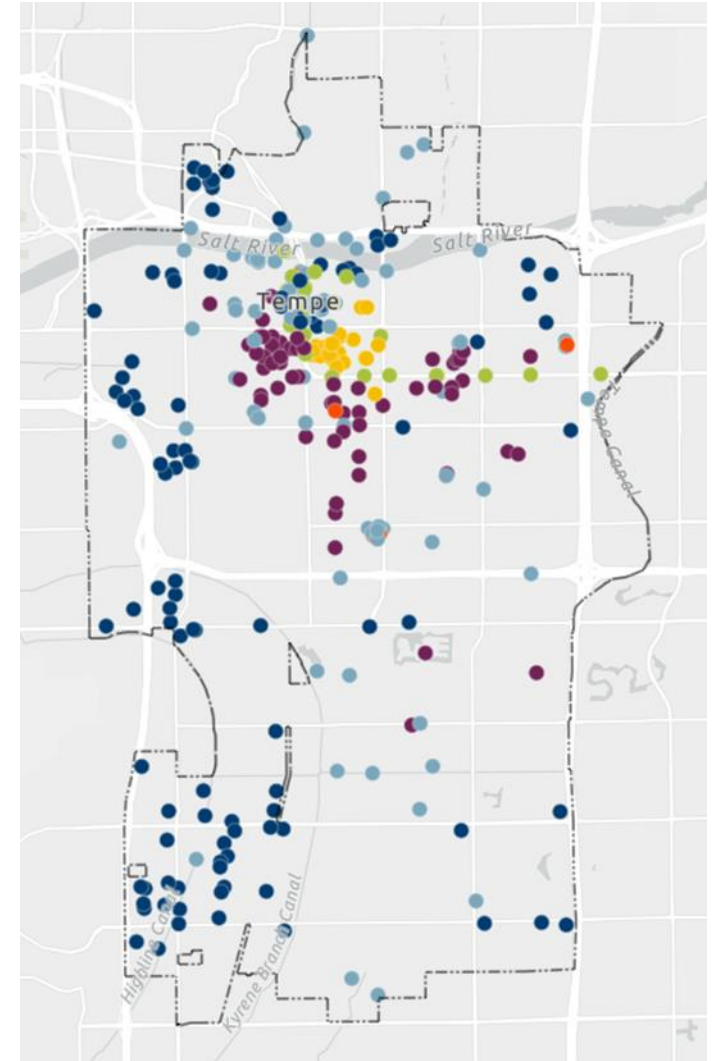 Salt River
Salt River
Tempe
Tempe Canal
Highline Canal
Kyrene Branch Canal